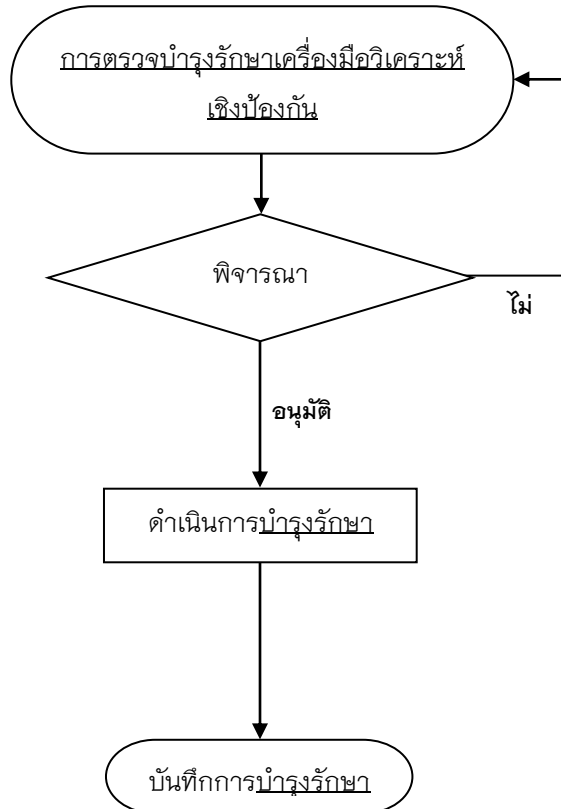 การตรวจบำรุงรักษาเครื่องมือวิเคราะห์
เชิงป้องกัน
พิจารณา
ไม่
อนุมัติ
ดำเนินการบำรุงรักษา
บันทึกการบำรุงรักษา